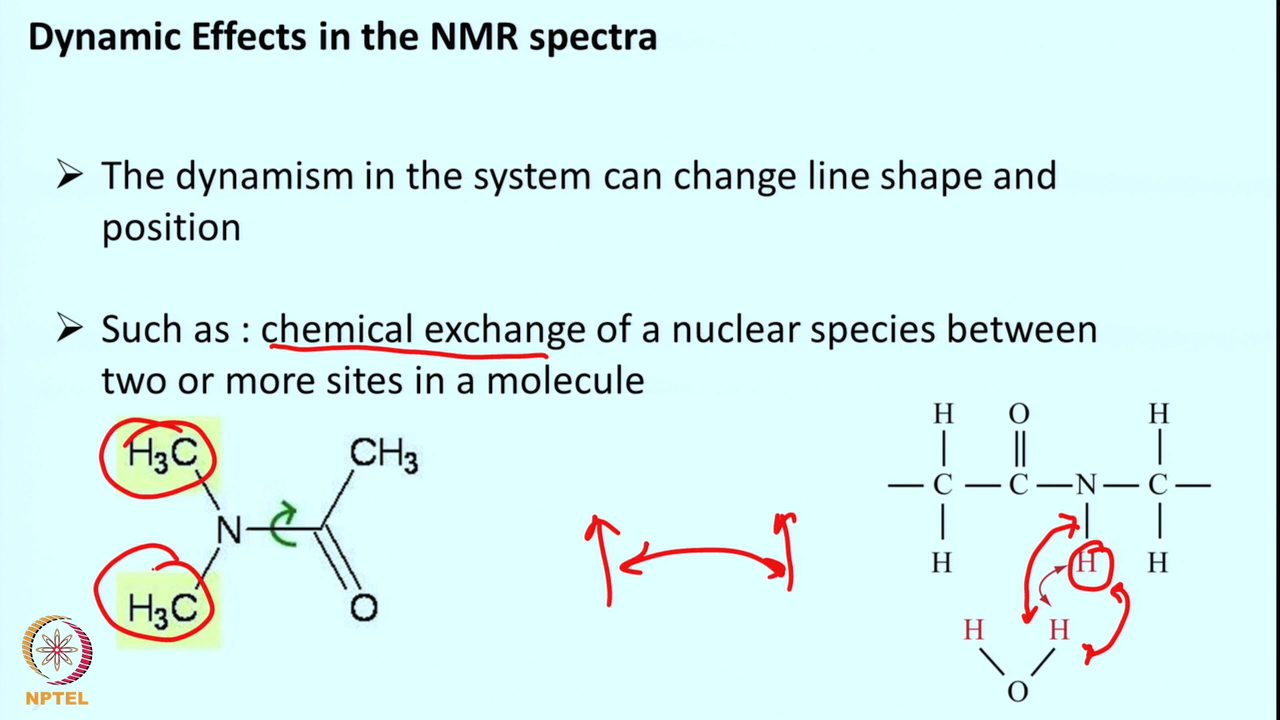 Dynamic Effects in the NMR spectra
➢ The dynamism in the system can change line shape and
position
➢ Such as : chemical exchange of a nuclear species between
two or more sites in a molecule
H₃C CH₃
N
H₃C O
H O H
C C N C
H H H
H H
O
NPTEL